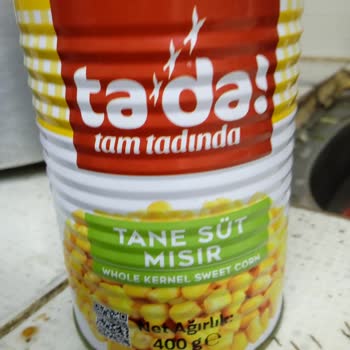 ta da!
tam tadında
TANE SÜT
MISIR
WHOLE KERNEL SWEET CORN
Net Ağırlık:
400 g e